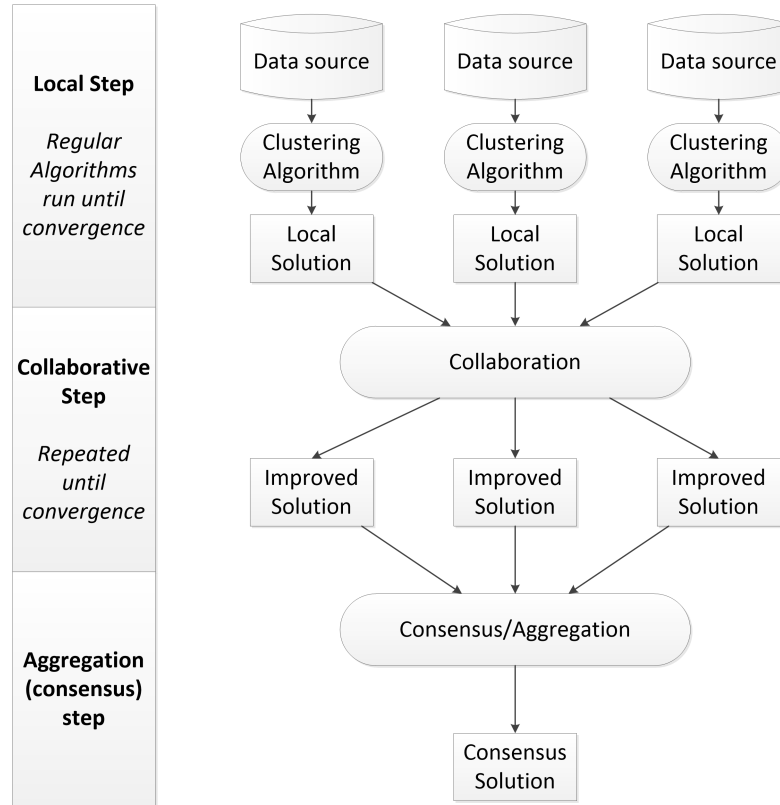 Local Step
Regular
Algorithms
run until
convergence
Data source
Data source
Data source
Clustering
Algorithm
Clustering
Algorithm
Clustering
Algorithm
Local
Solution
Local
Solution
Local
Solution
Collaborative
Step
Repeated
until
convergence
Collaboration
Improved
Solution
Improved
Solution
Improved
Solution
Aggregation
(consensus)
step
Consensus/Aggregation
Consensus
Solution